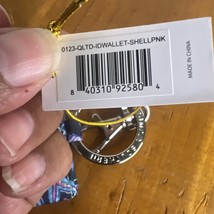 0123-QLTD-IDWALLET-SHELLPNK
8 40310 92580 4
MADE IN CHINA